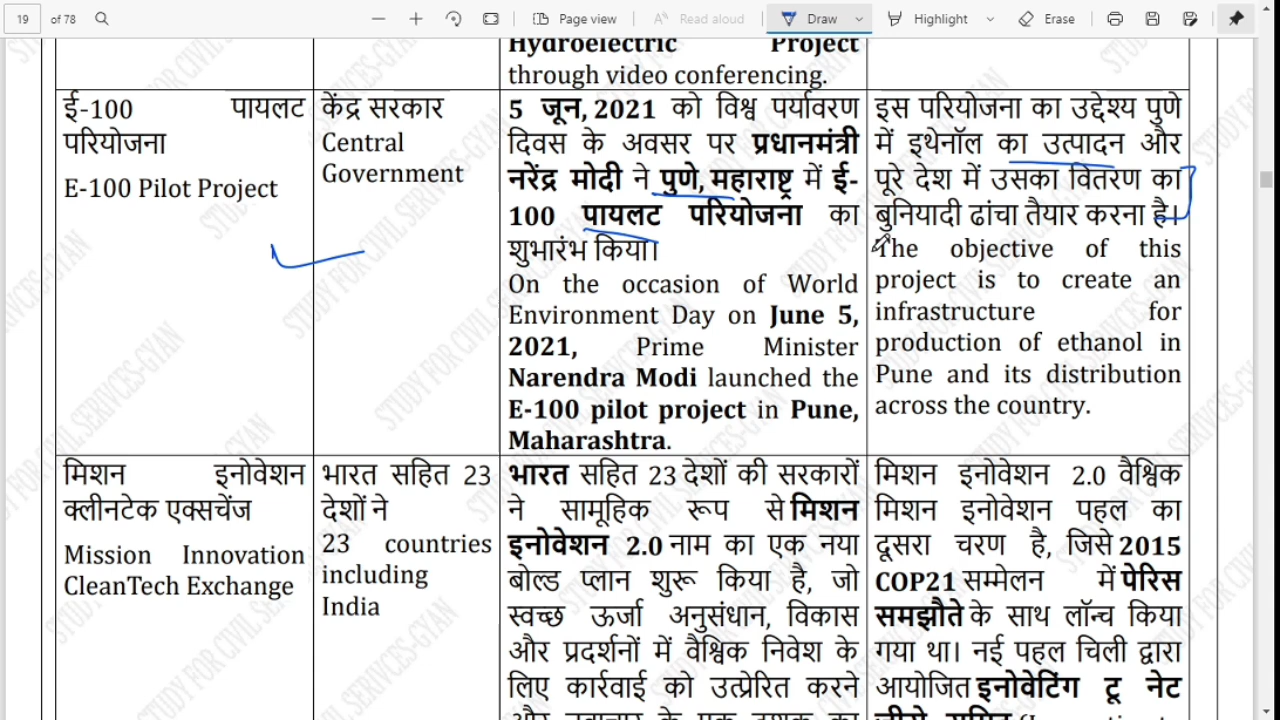 19 of 78 Page view Read aloud Draw Highlight Erase
Hydroelectric Project
through video conferencing.
ई-100 पायलट
परियोजना
E-100 Pilot Project
केंद्र सरकार
Central
Government
5 जून, 2021 को विश्व पर्यावरण
दिवस के अवसर पर प्रधानमंत्री
नरेंद्र मोदी ने पुणे, महाराष्ट्र में ई-
100 पायलट परियोजना का
शुभारंभ किया।
On the occasion of World
Environment Day on June 5,
2021, Prime Minister
Narendra Modi launched the
E-100 pilot project in Pune,
Maharashtra.
इस परियोजना का उद्देश्य पुणे
में इथेनॉल का उत्पादन और
पूरे देश में उसका वितरण का
बुनियादी ढांचा तैयार करना है।
The objective of this
project is to create an
infrastructure for
production of ethanol in
Pune and its distribution
across the country.
मिशन इनोवेशन
क्लीनटेक एक्सचेंज
Mission Innovation
CleanTech Exchange
भारत सहित 23
देशों ने
23 countries
including
India
भारत सहित 23 देशों की सरकारों
ने सामूहिक रूप से मिशन
इनोवेशन 2.0 नाम का एक नया
बोल्ड प्लान शुरू किया है, जो
स्वच्छ ऊर्जा अनुसंधान, विकास
और प्रदर्शनों में वैश्विक निवेश के
लिए कार्रवाई को उत्प्रेरित करने
मिशन इनोवेशन 2.0 वैश्विक
मिशन इनोवेशन पहल का
दूसरा चरण है, जिसे 2015
COP21 सम्मेलन में पेरिस
समझौते के साथ लॉन्च किया
गया था। नई पहल चिली द्वारा
आयोजित इनोवेटिंग टू नेट
STUDY FOR CIVIL SERIVCES-GYAN